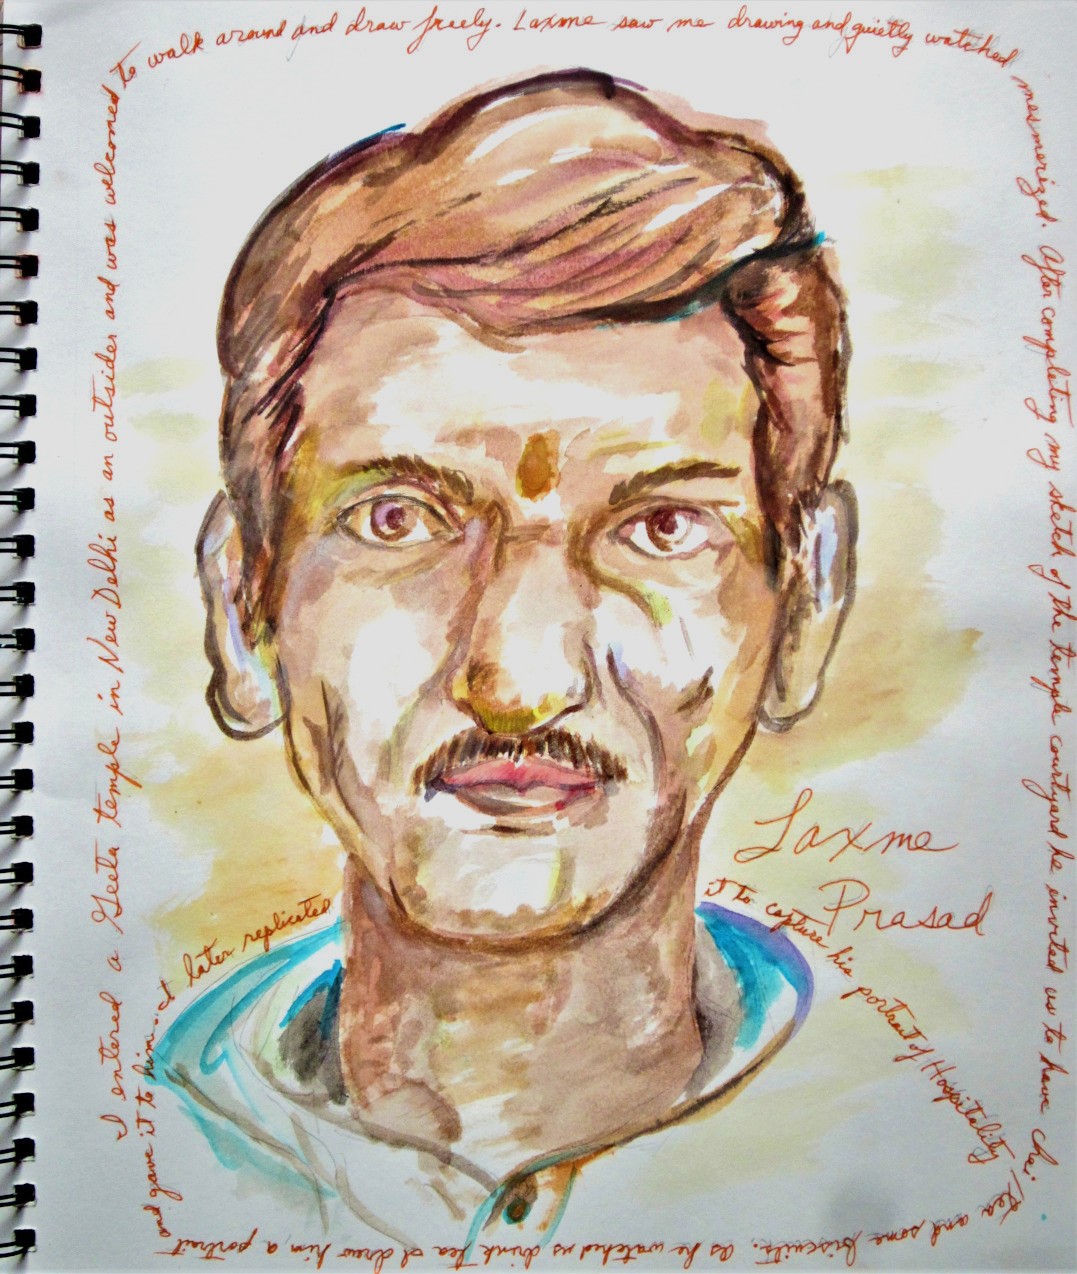 I entered a Geeta temple in New Delhi as an outsider and was welcomed
to walk around and draw freely. Laxme saw me drawing and quietly watched
mesmerized. After completing my sketch of the temple courtyard he invited us to have chai
tea and some biscuits. As he watched us drink tea I drew him a portrait
and gave it to him and later replicated
it to capture his portrait of Hospitality!
Laxme
Prasad